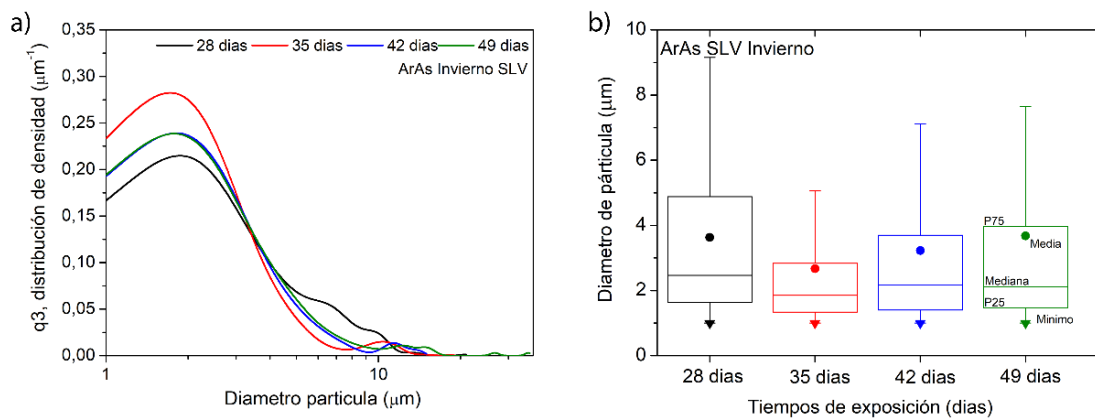 a)
0,35
0,30
0,25
0,20
0,15
0,10
0,05
0,00
q3, distribución de densidad (µm⁻¹)
28 dias 35 dias 42 dias 49 dias
ArAs Invierno SLV
1 10
Diametro particula (µm)
b)
10
8
6
4
2
0
Diametro de párticula (µm)
ArAs SLV Invierno
P75
Media
Mediana
P25
Minimo
28 dias 35 dias 42 dias 49 dias
Tiempos de exposición (dias)